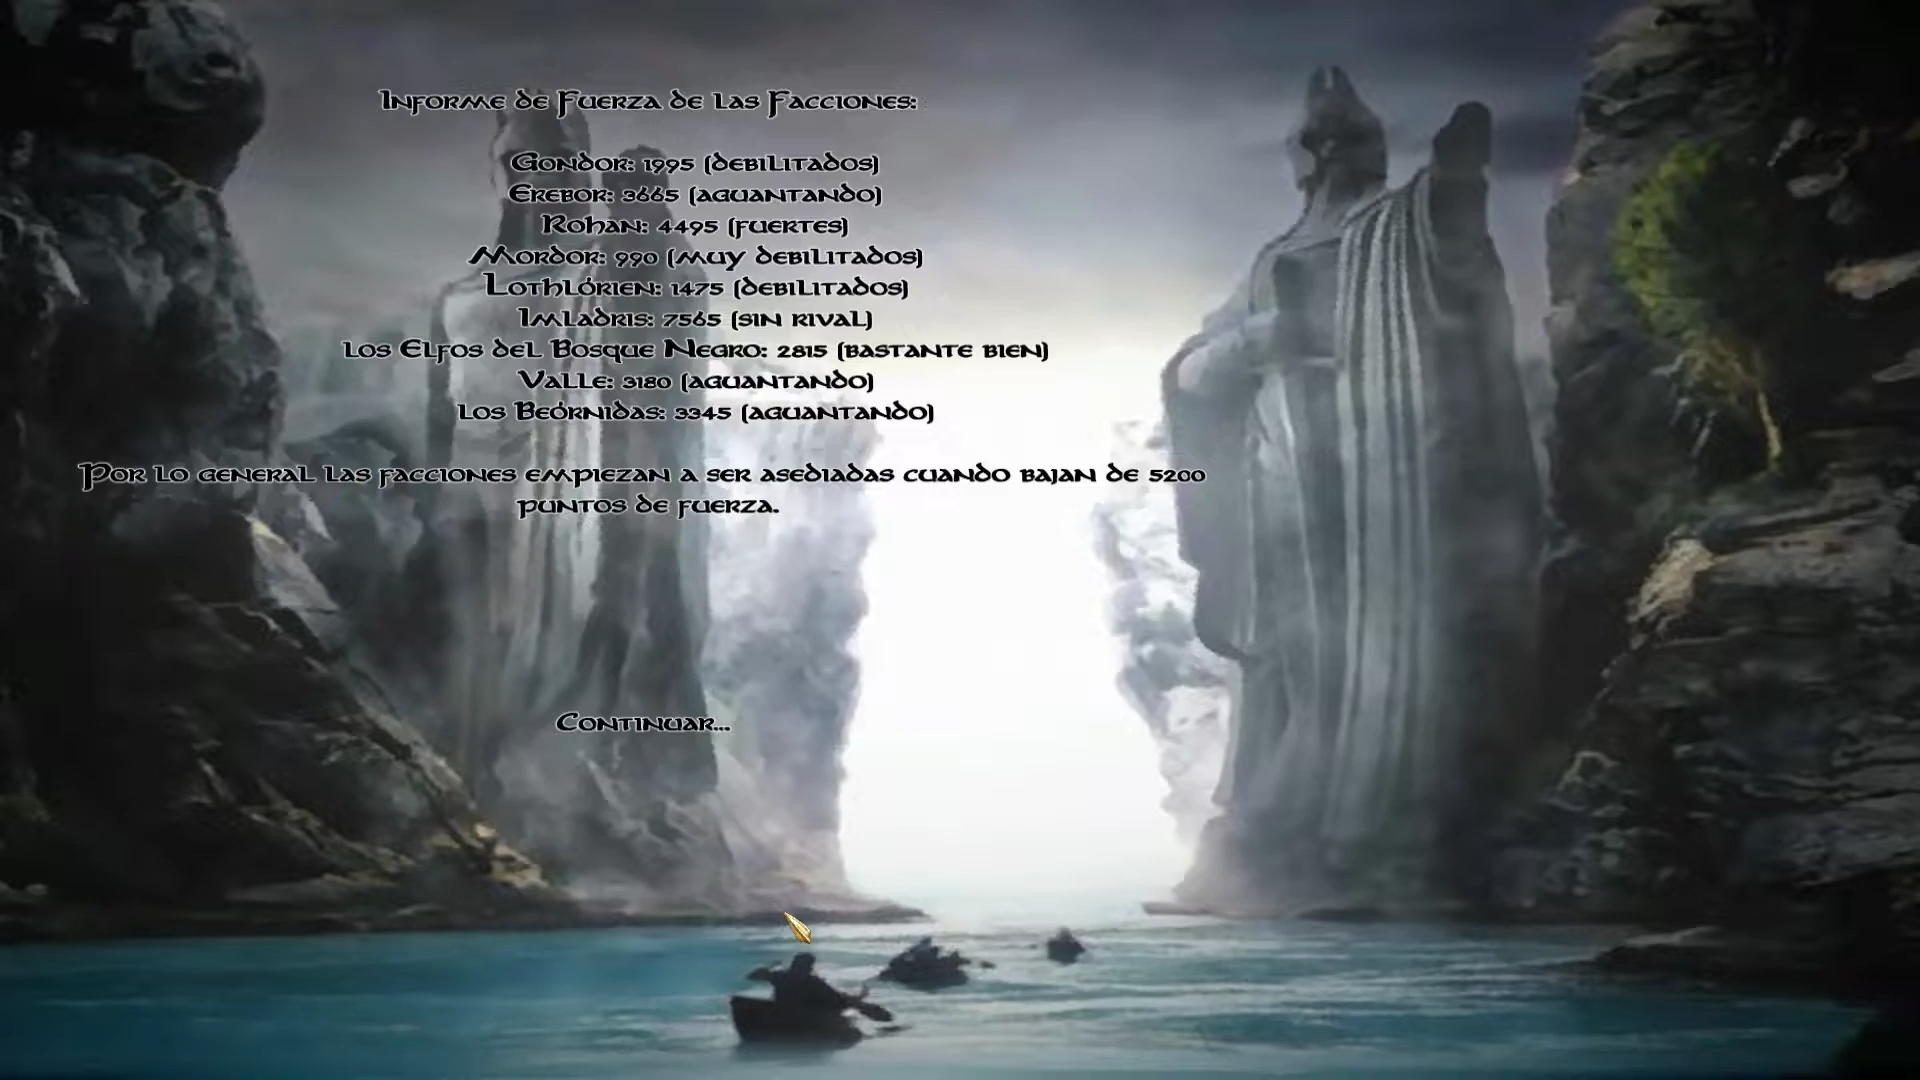 Informe de Fuerza de las Facciones:
Gondor: 1995 (debilitados)
Erebor: 3665 (aguantando)
Rohan: 4495 (fuertes)
Mordor: 990 (muy debilitados)
Lothlórien: 1475 (debilitados)
Imladris: 7565 (sin rival)
Los Elfos del Bosque Negro: 2815 (bastante bien)
Valle: 3180 (aguantando)
Los Beórnidas: 3345 (aguantando)
Por lo general las facciones empiezan a ser asediadas cuando bajan de 5200
puntos de fuerza.
Continuar...